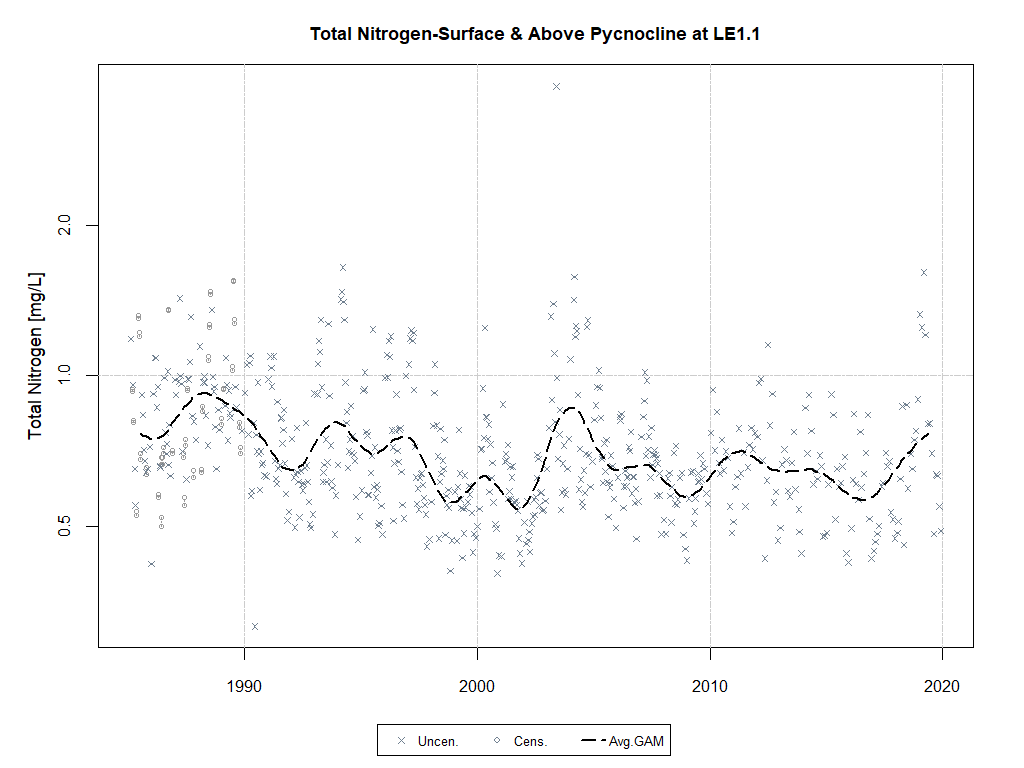 Total Nitrogen-Surface & Above Pycnocline at LE1.1
Total Nitrogen [mg/L]
2.0
1.0
0.5
1990 2000 2010 2020
Uncen. Cens. Avg.GAM